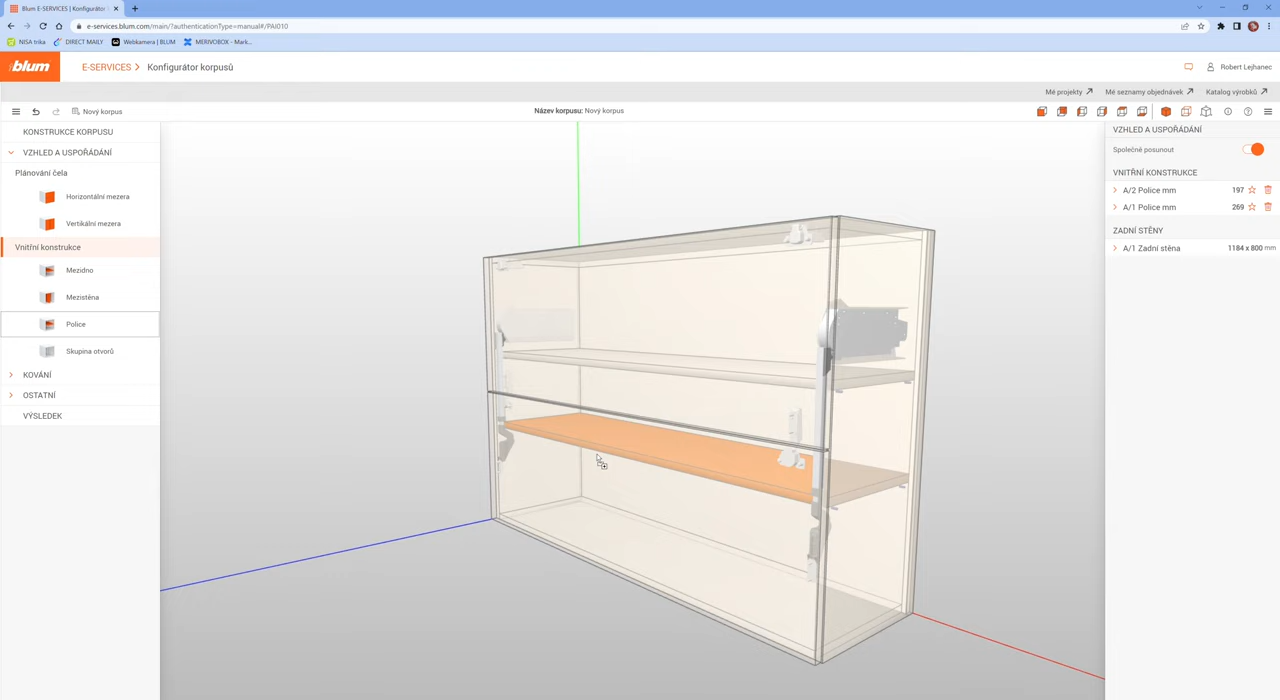 Blum E-SERVICES | Konfigurátor
e-services.blum.com/main/?authenticationType=manual#/PAI010
NISA trika
DIRECT MAILY
Webkamera | BLUM
MERIVOBOX - Mark...
blum
E-SERVICES
Konfigurátor korpusů
Robert Lejhanec
Mé projekty
Mé seznamy objednávek
Katalog výrobků
Nový korpus
Název korpusu: Nový korpus
KONSTRUKCE KORPUSU
VZHLED A USPOŘÁDÁNÍ
Plánování čela
Horizontální mezera
Vertikální mezera
Vnitřní konstrukce
Mezidno
Mezistěna
Police
Skupina otvorů
KOVÁNÍ
OSTATNÍ
VÝSLEDEK
VZHLED A USPOŘÁDÁNÍ
Společné posunout
VNITŘNÍ KONSTRUKCE
A/2 Police mm 197
A/1 Police mm 269
ZADNÍ STĚNY
A/1 Zadní stěna 1184 x 800 mm